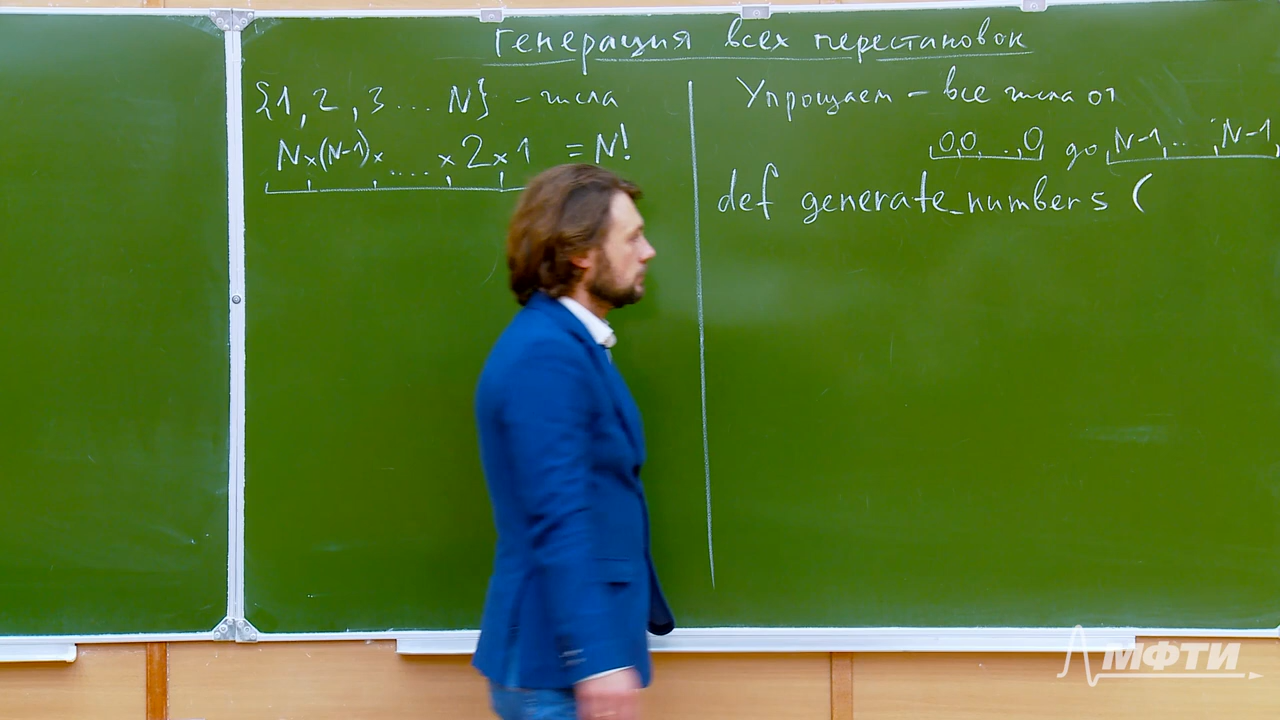 Генерация всех перестановок
{1, 2, 3 ... N} - числа
N×(N-1)× .... ×2×1 = N!
Упрощаем - все числа от
0,0, ..., 0 до N-1, ... , N-1
def generate_numbers (
МФТИ